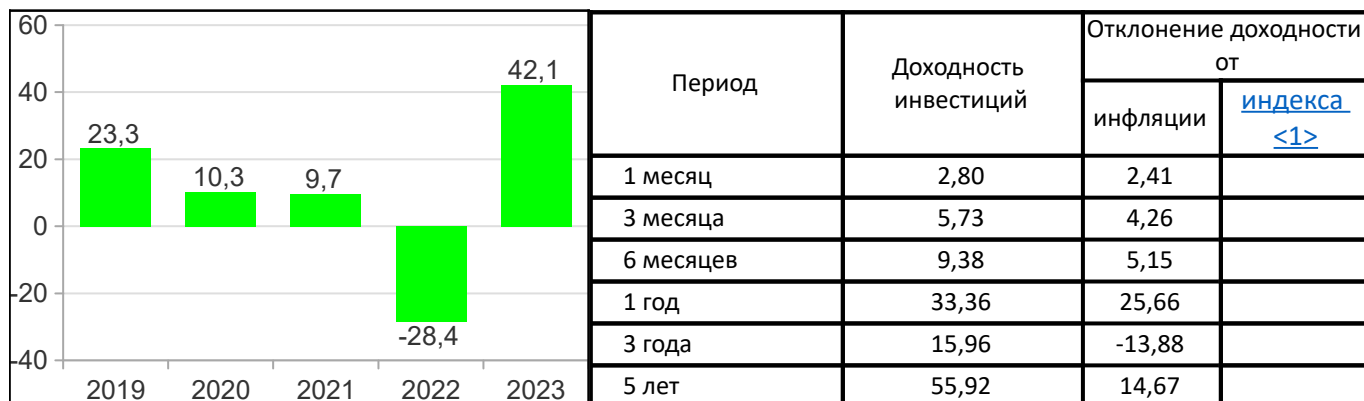 60
40
20
0
-20
-40
23,3
10,3
9,7
-28,4
42,1
2019 2020 2021 2022 2023
Период
Доходность
инвестиций
Отклонение доходности
от
инфляции
индекса
<1>
1 месяц 2,80 2,41
3 месяца 5,73 4,26
6 месяцев 9,38 5,15
1 год 33,36 25,66
3 года 15,96 -13,88
5 лет 55,92 14,67